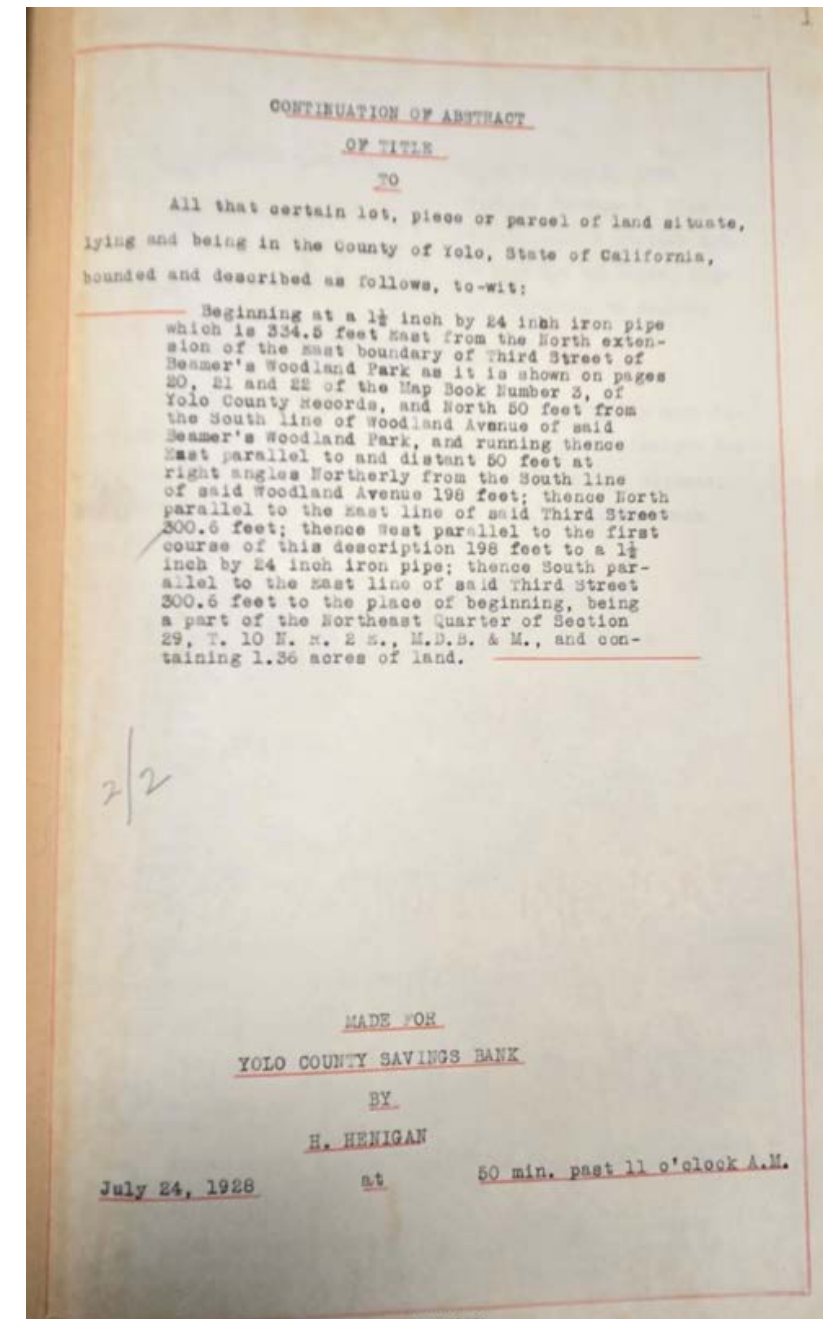 1
CONTINUATION OF ABSTRACT
OF TITLE
TO
All that certain lot, piece or parcel of land situate,
lying and being in the County of Yolo, State of California,
bounded and described as follows, to-wit:
Beginning at a 1½ inch by 24 inch iron pipe
which is 334.5 feet East from the North exten-
sion of the East boundary of Third Street of
Beamer's Woodland Park as it is shown on pages
20, 21 and 22 of the Map Book Number 3, of
Yolo County Records, and North 50 feet from
the South line of Woodland Avenue of said
Beamer's Woodland Park, and running thence
East parallel to and distant 50 feet at
right angles Northerly from the South line
of said Woodland Avenue 198 feet; thence North
parallel to the East line of said Third Street
300.6 feet; thence West parallel to the first
course of this description 198 feet to a 1½
inch by 24 inch iron pipe; thence South par-
allel to the East line of said Third Street
300.6 feet to the place of beginning, being
a part of the Northeast Quarter of Section
29, T. 10 N. R. 2 E., M.D.B. & M., and con-
taining 1.36 acres of land.
2/2
MADE FOR
YOLO COUNTY SAVINGS BANK
BY
H. HENIGAN
July 24, 1928 at 50 min. past 11 o'clock A.M.